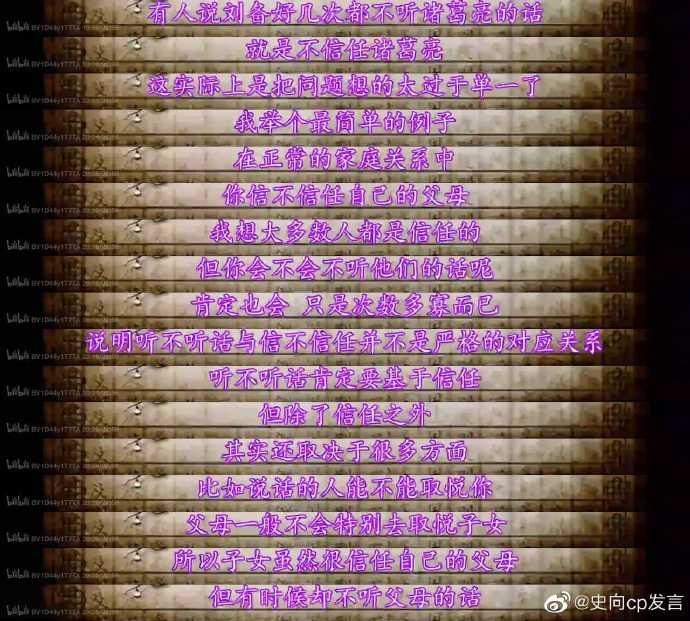 有人说刘备好几次都不听诸葛亮的话
就是不信任诸葛亮
这实际上是把问题想的太过于单一了
我举个最简单的例子
在正常的家庭关系中
你信不信任自己的父母
我想大多数人都是信任的
但你会不会不听他们的话呢
肯定也会 只是次数多寡而已
说明听不听话与信不信任并不是严格的对应关系
听不听话肯定要基于信任
但除了信任之外
其实还取决于很多方面
比如说话的人能不能取悦你
父母一般不会特别去取悦子女
所以子女虽然很信任自己的父母
但有时候却不听父母的话
@史向cp发言